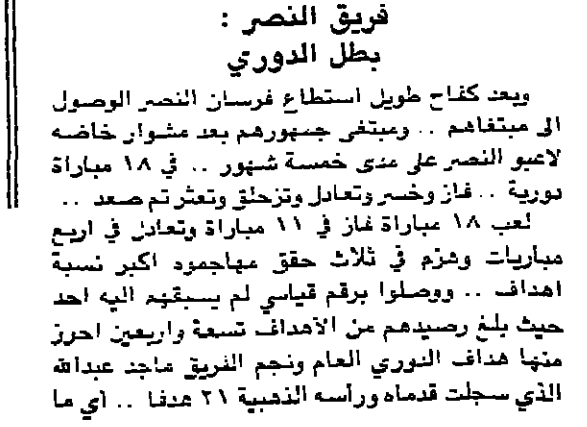 فريق النصر :
بطل الدوري
وبعد كفاح طويل استطاع فرسان النصر الوصول
الى مبتغاهم .. ومبتغى جمهورهم بعد مشوار خاضه
لاعبو النصر على مدى خمسة شهور .. في ١٨ مباراة
دورية .. فاز وخسر وتعادل وتزحلق وتعثر ثم صعد ..
لعب ١٨ مباراة فاز في ١١ مباراة وتعادل في اربع
مباريات وهزم في ثلاث حقق مهاجموه اكبر نسبة
اهداف .. ووصلوا برقم قياسي لم يسبقهم اليه احد
حيث بلغ رصيدهم من الأهداف تسعة واربعين احرز
منها هداف الدوري العام ونجم الفريق ماجد عبدالله
الذي سجلت قدماه ورأسه الذهبية ٢١ هدفا .. أي ما